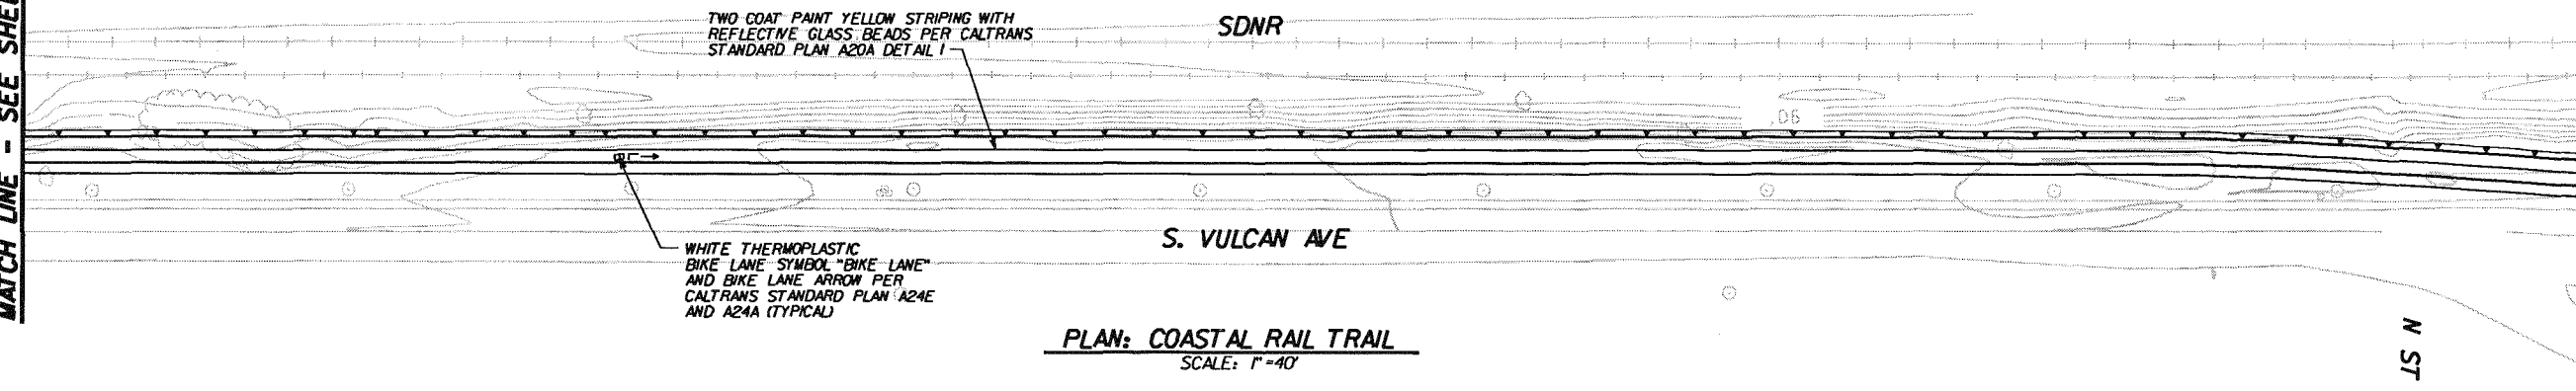 MATCH LINE - SEE
TWO COAT PAINT YELLOW STRIPING WITH
REFLECTIVE GLASS BEADS PER CALTRANS
STANDARD PLAN A20A DETAIL 1
SDNR
90.
WHITE THERMOPLASTIC
BIKE LANE SYMBOL "BIKE LANE"
AND BIKE LANE ARROW PER
CALTRANS STANDARD PLAN A24E
AND A24A (TYPICAL)
S. VULCAN AVE
PLAN: COASTAL RAIL TRAIL
SCALE: 1"=40'
N ST